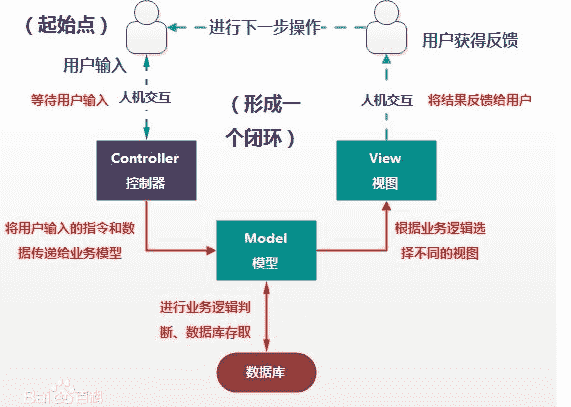 （起始点）
进行下一步操作
用户获得反馈
用户输入
等待用户输入
人机交互
（形成一
个闭环）
人机交互
将结果反馈给用户
Controller
控制器
View
视图
将用户输入的指令和数
据传递给业务模型
Model
模型
根据业务逻辑选
择不同的视图
进行业务逻辑判
断、数据库存取
数据库
Baidu百科